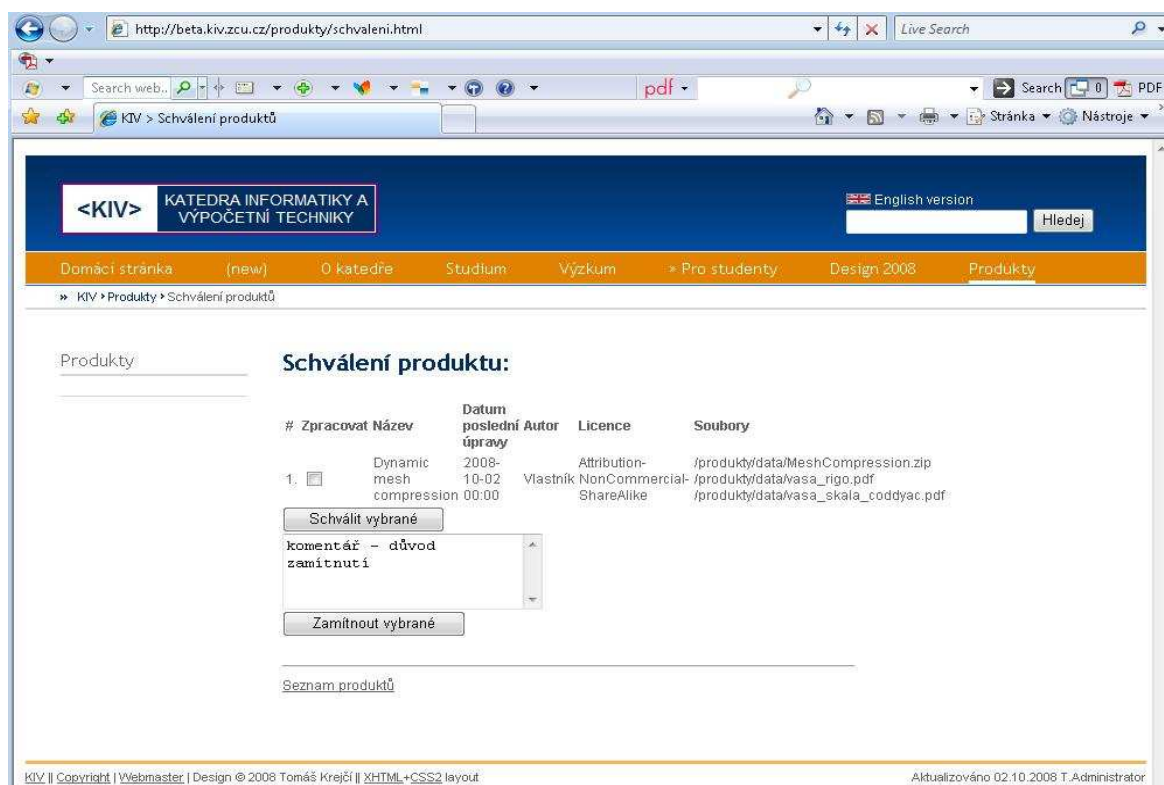 http://beta.kiv.zcu.cz/produkty/schvaleni.html
Live Search
Search web..
pdf
Search
0
PDF
KIV > Schválení produktů
Stránka
Nástroje
<KIV>
KATEDRA INFORMATIKY A
VÝPOČETNÍ TECHNIKY
English version
Hledej
Domácí stránka (new) O katedře Studium Výzkum » Pro studenty Design 2008 Produkty
» KIV › Produkty › Schválení produktů
Produkty
Schválení produktu:
# Zpracovat Název Datum poslední úpravy Autor Licence Soubory
1. Dynamic mesh compression 2008-10-02 00:00 Vlastník Attribution-NonCommercial-ShareAlike /produkty/data/MeshCompression.zip
/produkty/data/vasa_rigo.pdf
/produkty/data/vasa_skala_coddyac.pdf
Schválit vybrané
komentář - důvod
zamítnutí
Zamítnout vybrané
Seznam produktů
KIV || Copyright | Webmaster | Design © 2008 Tomáš Krejčí || XHTML+CSS2 layout
Aktualizováno 02.10.2008 T.Administrator